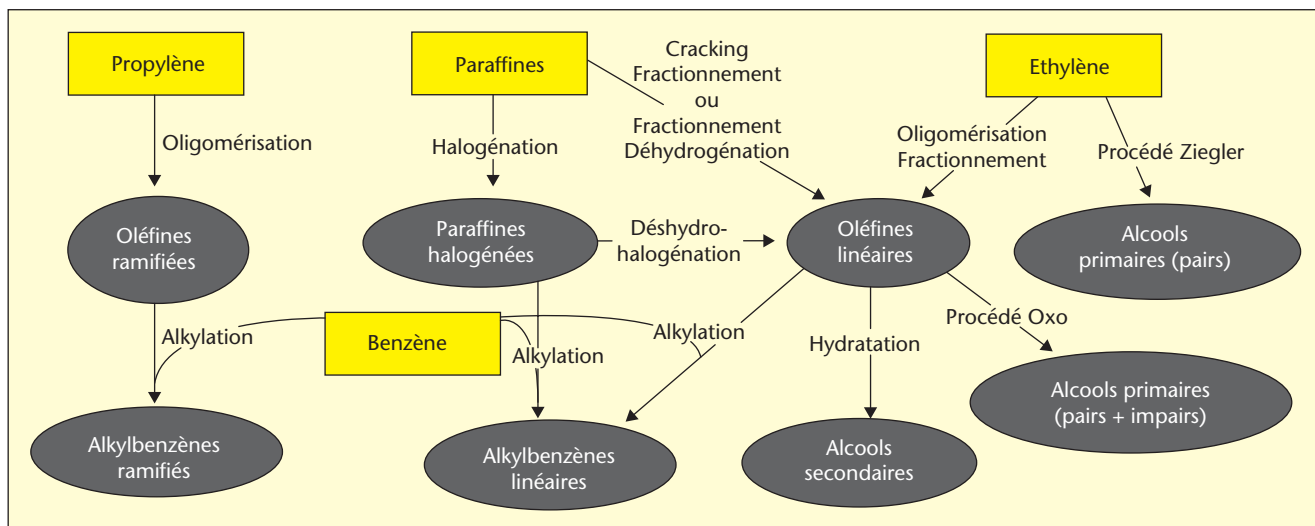 Propylène
Paraffines
Cracking
Fractionnement
ou
Fractionnement
Déhydrogénation
Ethylène
Oligomérisation
Halogénation
Oligomérisation
Fractionnement
Procédé Ziegler
Oléfines
ramifiées
Paraffines
halogénées
Déshydro-
halogénation
Oléfines
linéaires
Alcools
primaires (pairs)
Alkylation
Benzène
Alkylation
Alkylation
Hydratation
Procédé Oxo
Alkylbenzènes
ramifiés
Alkylbenzènes
linéaires
Alcools
secondaires
Alcools primaires
(pairs + impairs)